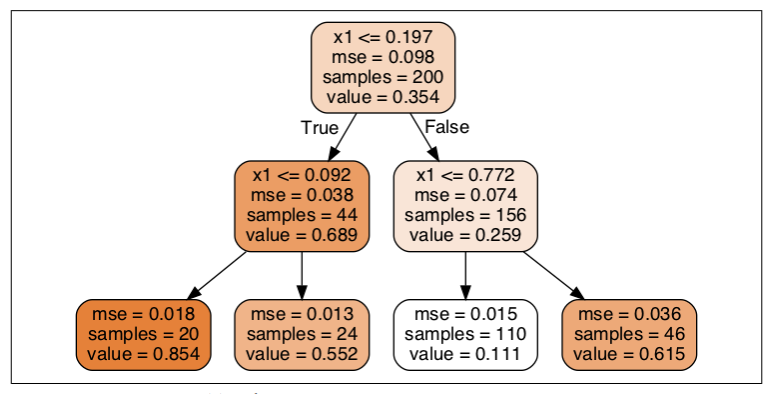 x1 <= 0.197
mse = 0.098
samples = 200
value = 0.354
True
False
x1 <= 0.092
mse = 0.038
samples = 44
value = 0.689
x1 <= 0.772
mse = 0.074
samples = 156
value = 0.259
mse = 0.018
samples = 20
value = 0.854
mse = 0.013
samples = 24
value = 0.552
mse = 0.015
samples = 110
value = 0.111
mse = 0.036
samples = 46
value = 0.615